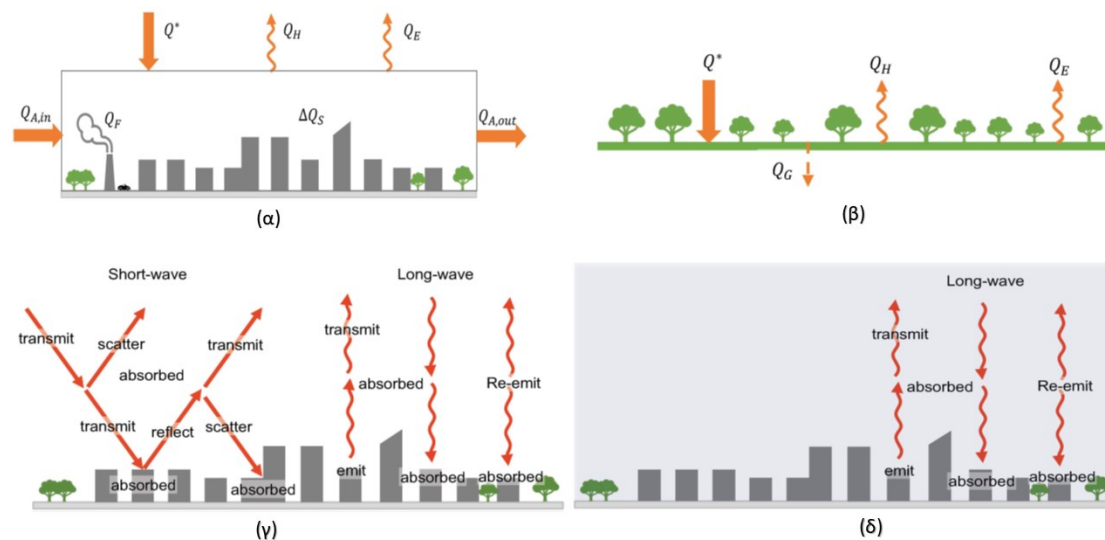 Q* Q_H Q_E
Q_A,in Q_F ΔQ_S Q_A,out
(α)
Q* Q_H Q_E
Q_G
(β)
Short-wave Long-wave
transmit scatter transmit transmit
absorbed absorbed Re-emit
transmit reflect scatter
absorbed absorbed emit absorbed absorbed
(γ)
Long-wave
transmit
absorbed Re-emit
emit absorbed absorbed
(δ)